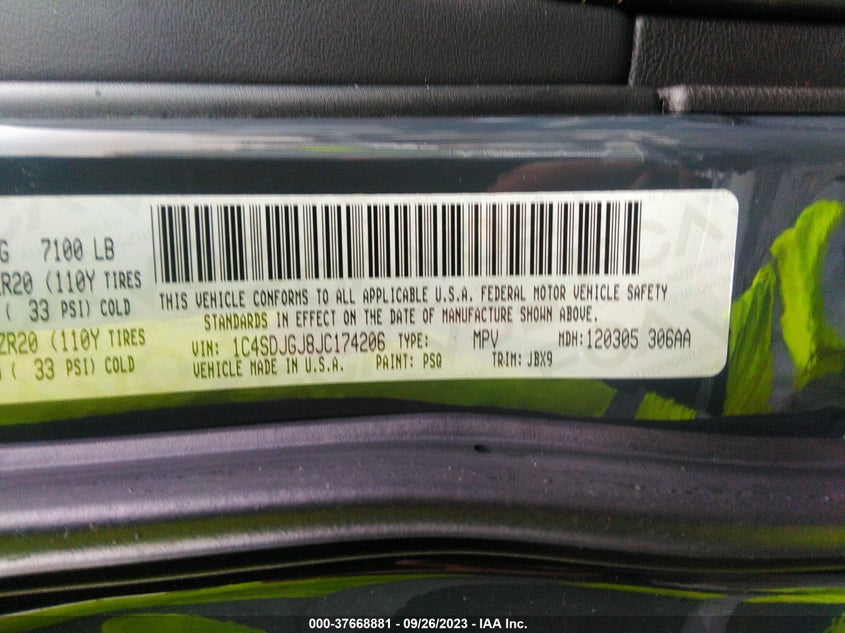 G 7100 LB
R20 (110Y TIRES
( 33 PSI) COLD
ZR20 (110Y TIRES
( 33 PSI) COLD
THIS VEHICLE CONFORMS TO ALL APPLICABLE U.S.A. FEDERAL MOTOR VEHICLE SAFETY
STANDARDS IN EFFECT ON THE DATE OF MANUFACTURE SHOWN ABOVE.
VIN: 1C4SDJGJ8JC174206 TYPE: MPV MDH:120305 306AA
VEHICLE MADE IN U.S.A. PAINT: PSQ TRIM: JBX9
000-37668881 - 09/26/2023 - IAA Inc.